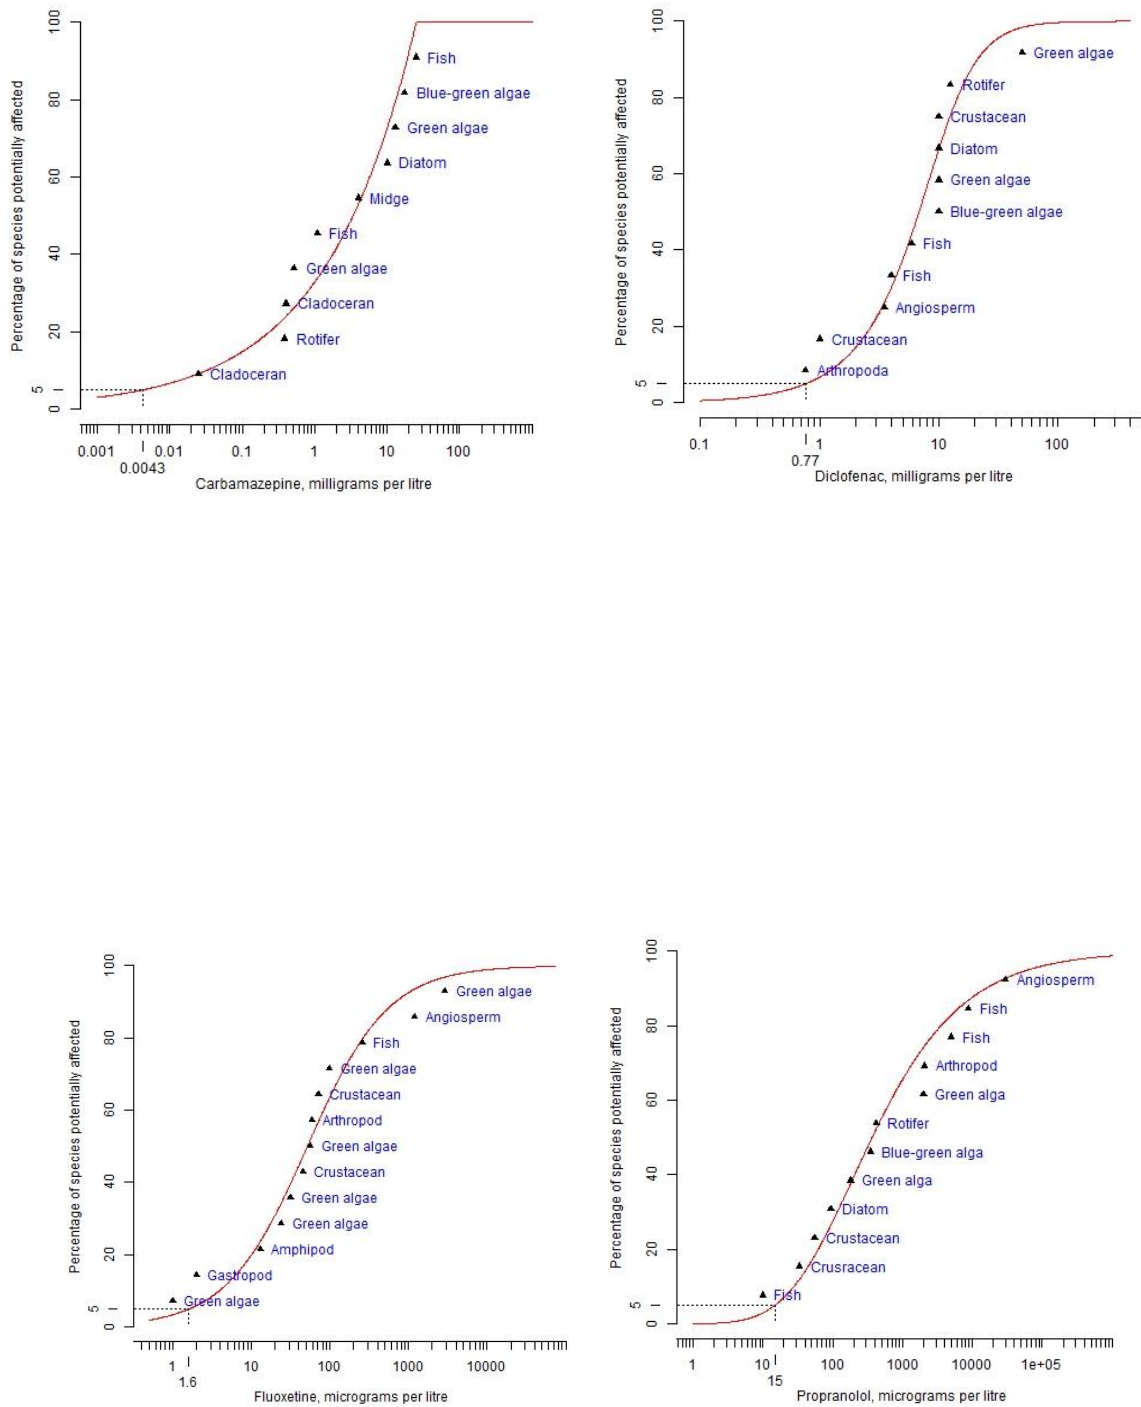 Percentage of species potentially affected
100
80
60
40
20
5
0
Fish
Blue-green algae
Green algae
Diatom
Midge
Fish
Green algae
Cladoceran
Rotifer
Cladoceran
0.001 0.01 0.1 1 10 100
0.0043
Carbamazepine, milligrams per litre
Percentage of species potentially affected
100
80
60
40
20
5
0
Green algae
Rotifer
Crustacean
Diatom
Green algae
Blue-green algae
Fish
Fish
Angiosperm
Crustacean
Arthropoda
0.1 1 10 100
0.77
Diclofenac, milligrams per litre
Percentage of species potentially affected
100
80
60
40
20
5
0
Green algae
Angiosperm
Fish
Green algae
Crustacean
Arthropod
Green algae
Crustacean
Green algae
Green algae
Amphipod
Gastropod
Green algae
1 10 100 1000 10000
1.6
Fluoxetine, micrograms per litre
Percentage of species potentially affected
100
80
60
40
20
5
0
Angiosperm
Fish
Fish
Arthropod
Green alga
Rotifer
Blue-green alga
Green alga
Diatom
Crustacean
Crusracean
Fish
1 10 100 1000 10000 1e+05
15
Propranolol, micrograms per litre